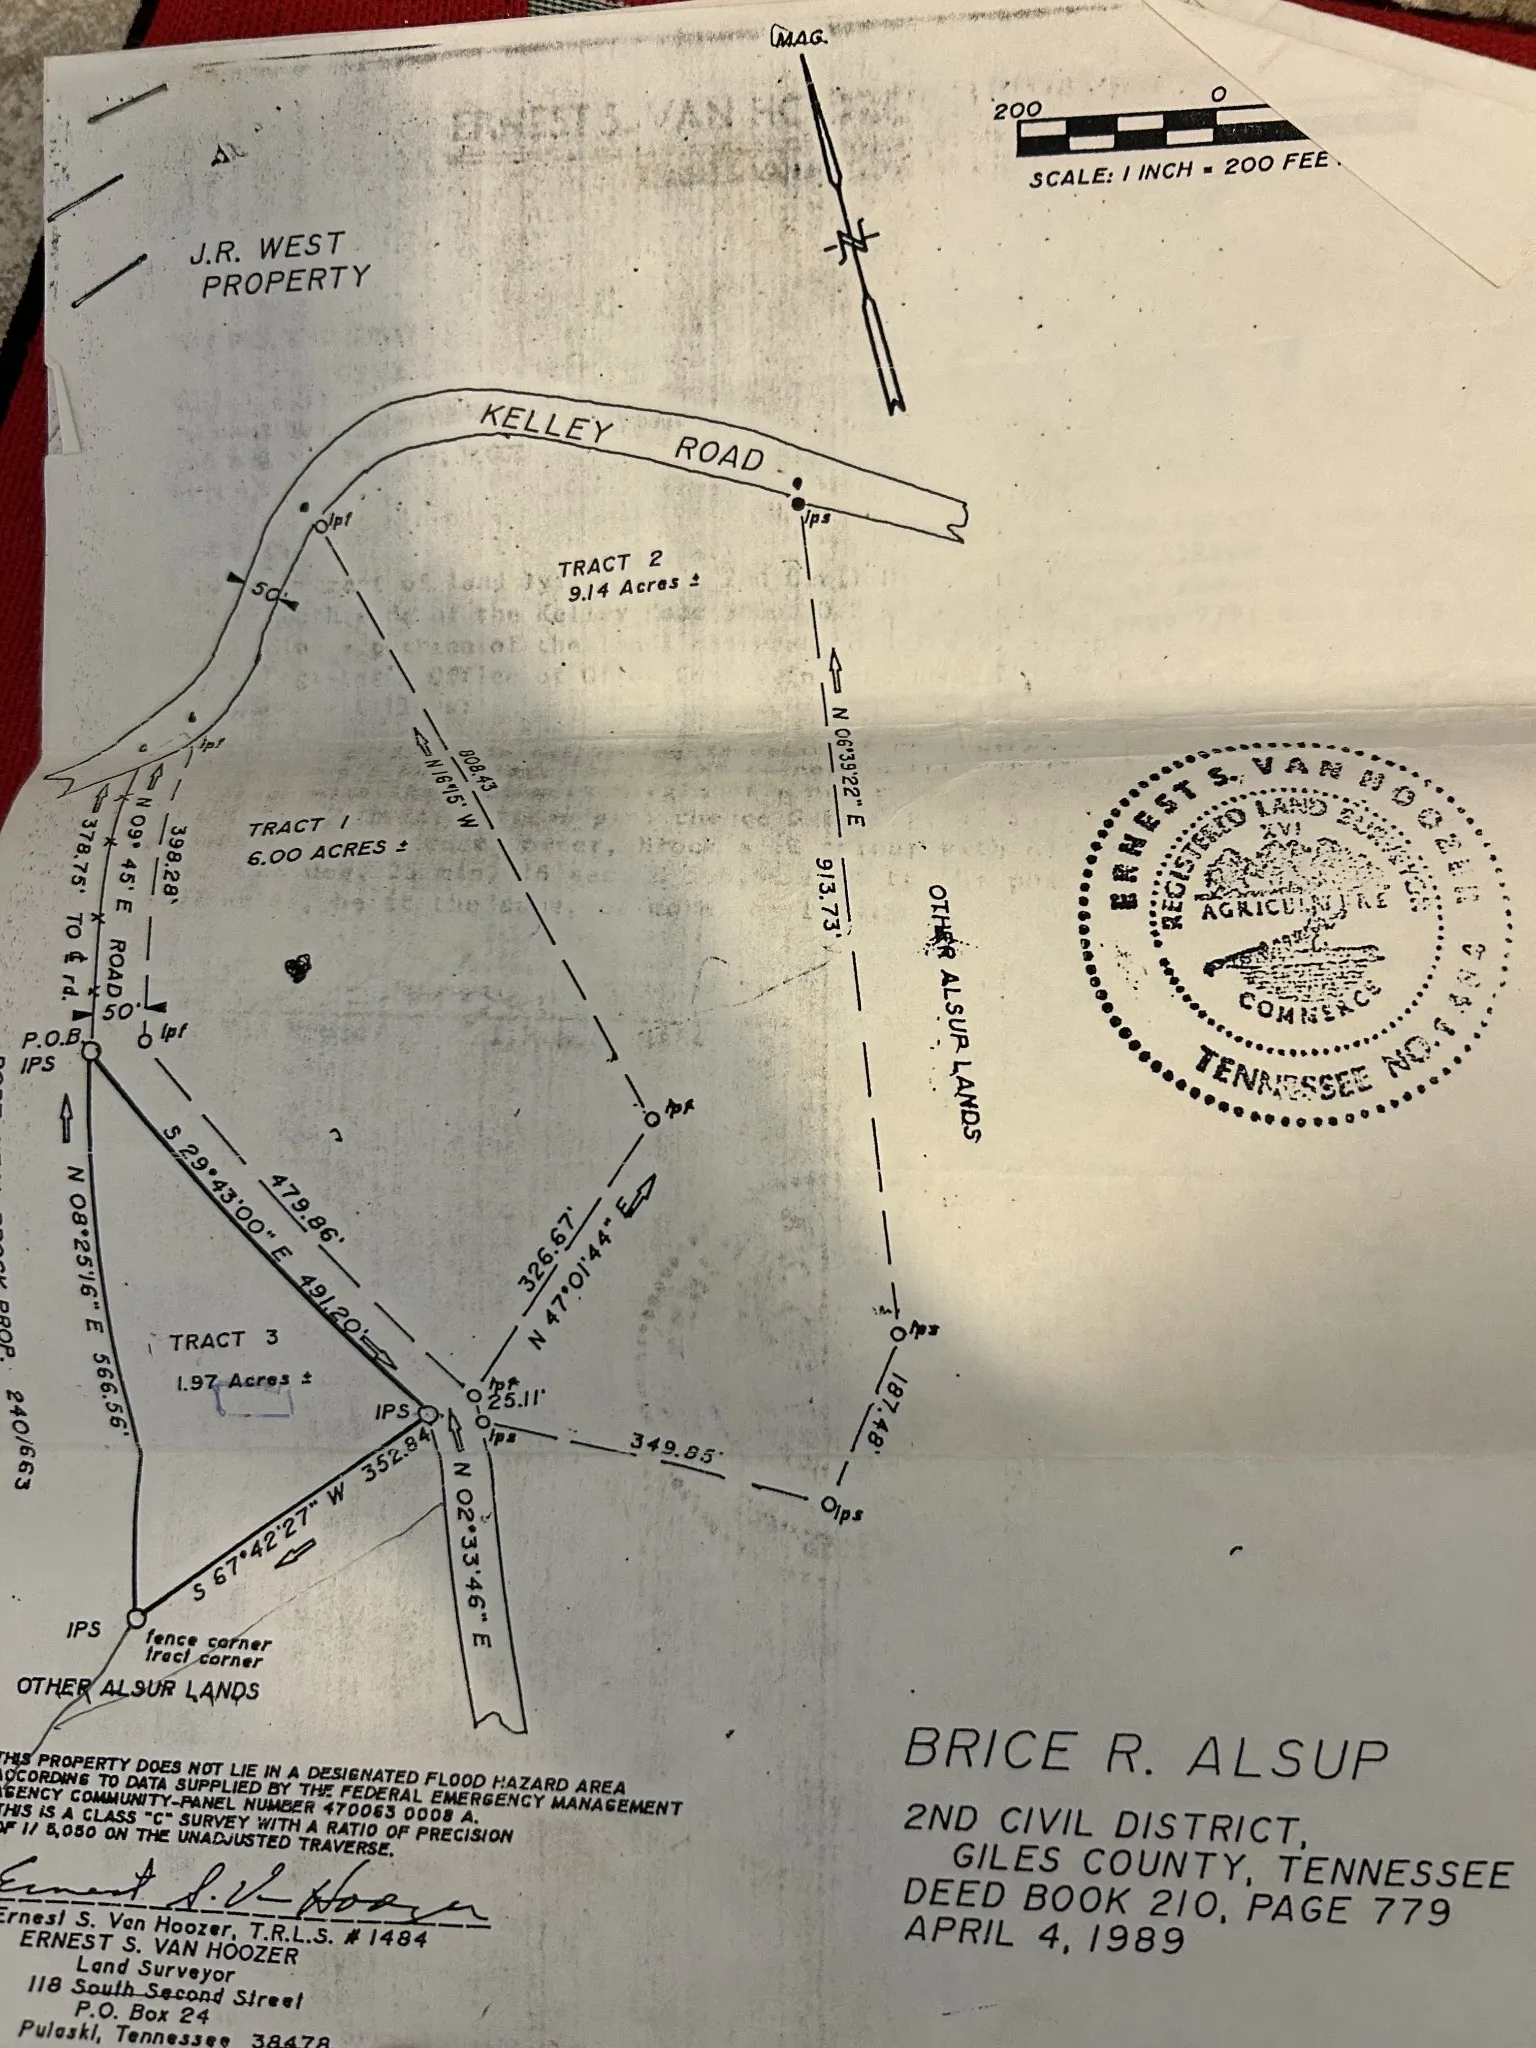 MAG.
200 0
SCALE: 1 INCH = 200 FEE
J.R. WEST
PROPERTY
KELLEY ROAD
Ipf
Ips
50'
TRACT 2
9.14 Acres ±
Ipf
808.43
N 16°15' W
N 06°39'22" E
913.73'
TRACT 1
6.00 ACRES ±
378.75' TO ℄ rd.
N 09° 45' E
ROAD
398.28'
50'
P.O.B.
IPS
Ipf
OTHER ALSUP LANDS
ERNEST S. VAN HOOZER
REGISTERED LAND SURVEYOR
XVI
AGRICULTURE
COMMERCE
TENNESSEE NO. 1
Ipf
N 08°25'16" E 566.56'
S 29°43'00" E 491.20'
479.86'
326.67'
N 47°01'44" E
PROP. 240/663
TRACT 3
1.97 Acres ±
Ips
187.48'
Ipf
25.11'
IPS
Ips
349.85'
Ips
352.84
S 67°42'27" W
N 02°33'46" E
IPS
fence corner
tract corner
OTHER ALSUP LANDS
THIS PROPERTY DOES NOT LIE IN A DESIGNATED FLOOD HAZARD AREA
ACCORDING TO DATA SUPPLIED BY THE FEDERAL EMERGENCY MANAGEMENT
AGENCY COMMUNITY-PANEL NUMBER 470063 0008 A.
THIS IS A CLASS "C" SURVEY WITH A RATIO OF PRECISION
OF 1/ 5,050 ON THE UNADJUSTED TRAVERSE.
Ernest S. Van Hoozer
Ernest S. Van Hoozer, T.R.L.S. # 1484
ERNEST S. VAN HOOZER
Land Surveyor
118 South Second Street
P.O. Box 24
Pulaski, Tennessee 38478
BRICE R. ALSUP
2ND CIVIL DISTRICT,
GILES COUNTY, TENNESSEE
DEED BOOK 210, PAGE 779
APRIL 4, 1989